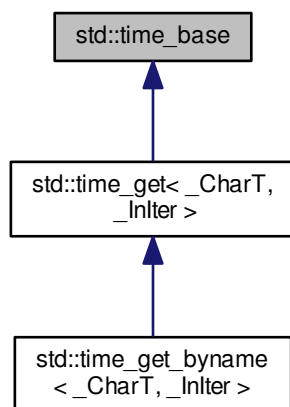 std::time_base
std::time_get< _CharT,
_InIter >
std::time_get_byname
< _CharT, _InIter >